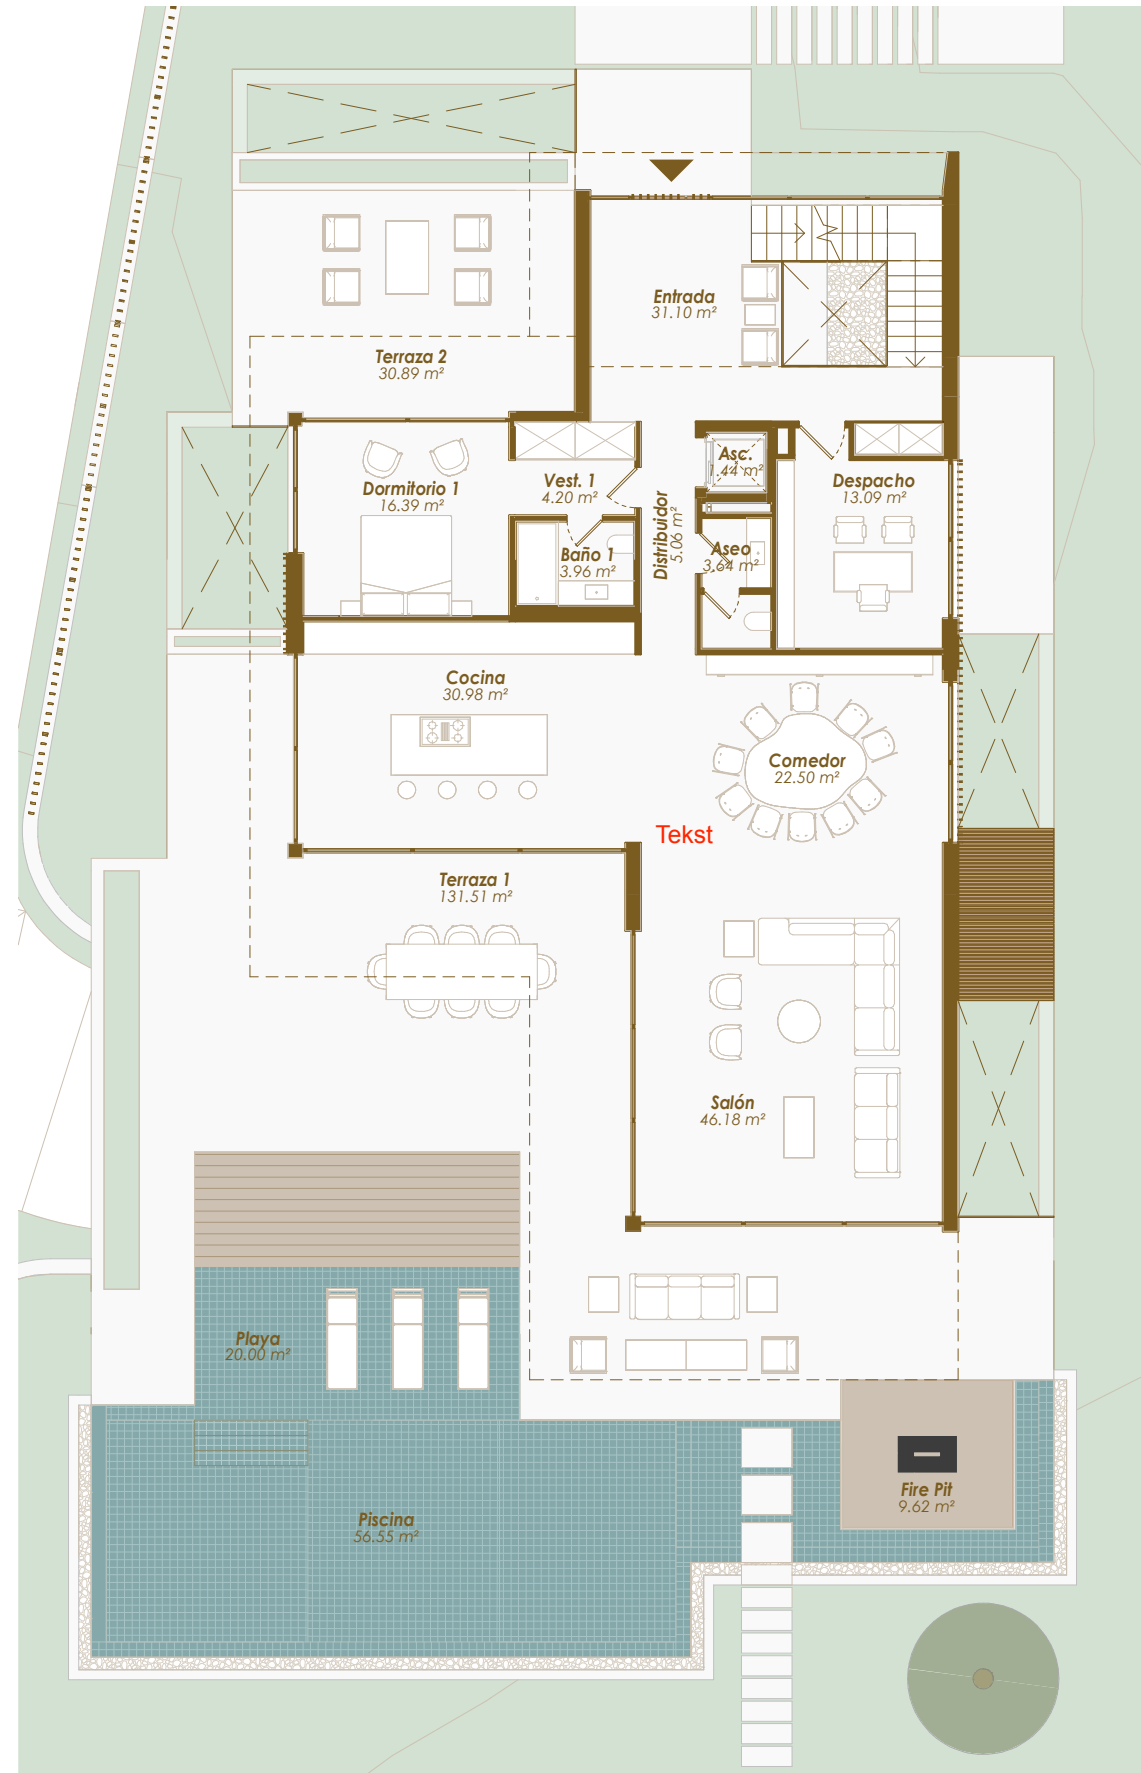 Entrada
31.10 m²
Terraza 2
30.89 m²
Asc.
1.44 m²
Vest. 1
4.20 m²
Despacho
13.09 m²
Dormitorio 1
16.39 m²
Distribuidor
5.06 m²
Aseo
3.64 m²
Baño 1
3.96 m²
Cocina
30.98 m²
Comedor
22.50 m²
Tekst
Terraza 1
131.51 m²
Salón
46.18 m²
Playa
20.00 m²
Fire Pit
9.62 m²
Piscina
56.55 m²